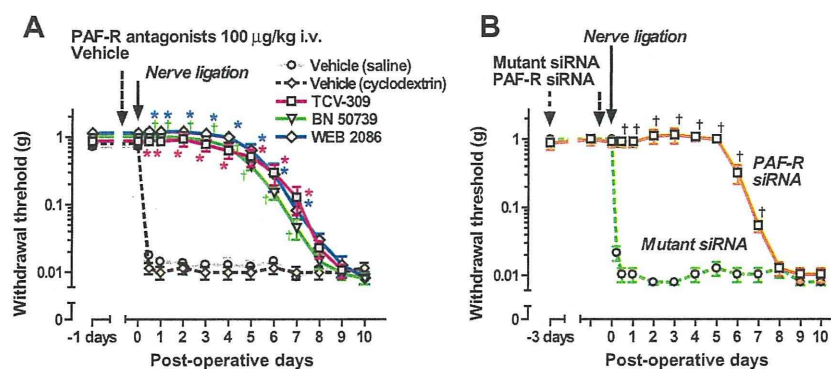 A
PAF-R antagonists 100 µg/kg i.v.
Vehicle
Nerve ligation
Vehicle (saline)
Vehicle (cyclodextrin)
TCV-309
BN 50739
WEB 2086
Withdrawal threshold (g)
1
0.1
0.01
0
-1 days
0 1 2 3 4 5 6 7 8 9 10
Post-operative days
B
Nerve ligation
Mutant siRNA
PAF-R siRNA
Withdrawal threshold (g)
1
0.1
0.01
0
PAF-R
siRNA
Mutant siRNA
-3 days
0 1 2 3 4 5 6 7 8 9 10
Post-operative days